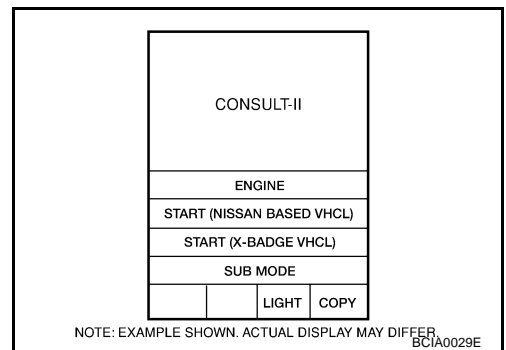 CONSULT-II
ENGINE
START (NISSAN BASED VHCL)
START (X-BADGE VHCL)
SUB MODE
LIGHT COPY
NOTE: EXAMPLE SHOWN. ACTUAL DISPLAY MAY DIFFER.
BCIA0029E